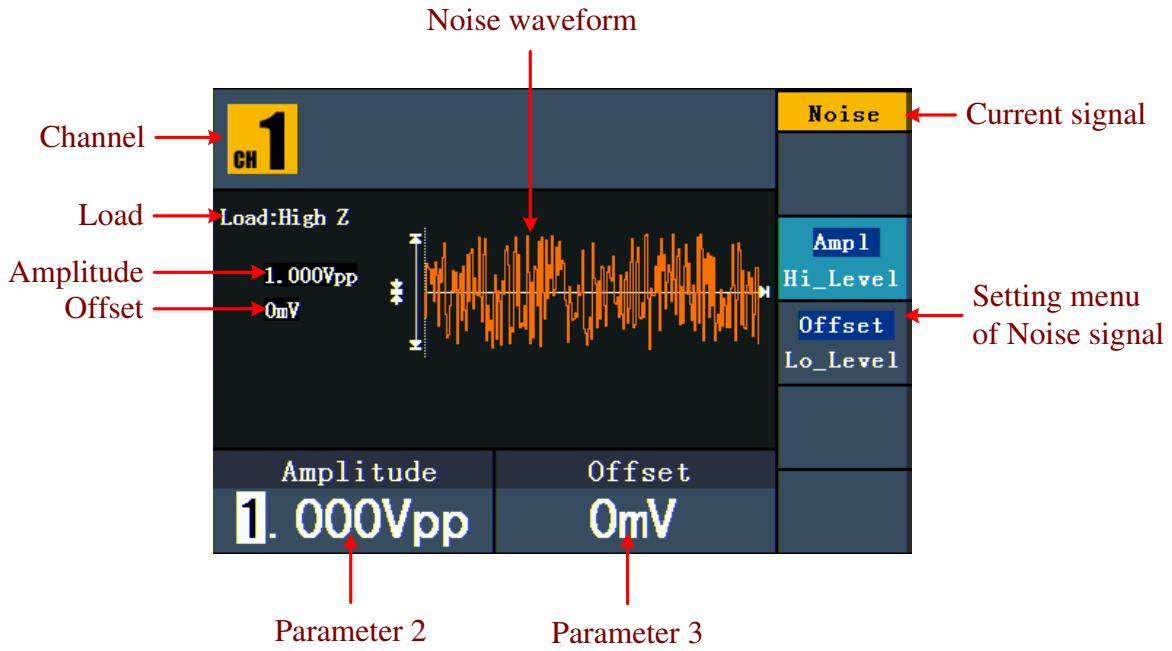 Noise waveform
Channel
CH 1
Noise
Current signal
Load
Load:High Z
Amplitude
1.000Vpp
Offset
0mV
Ampl
Hi_Level
Offset
Lo_Level
Setting menu
of Noise signal
Amplitude
Offset
1.000Vpp
0mV
Parameter 2
Parameter 3